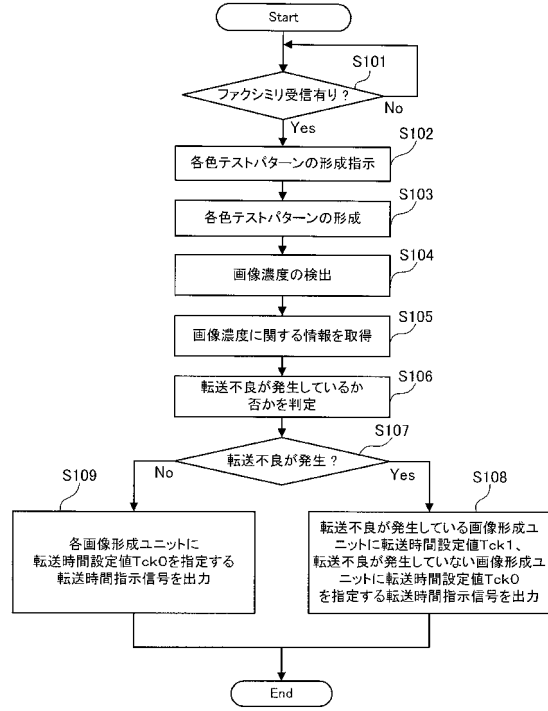 Start
S101
ファクシミリ受信有り?
No
Yes
S102
各色テストパターンの形成指示
S103
各色テストパターンの形成
S104
画像濃度の検出
S105
画像濃度に関する情報を取得
S106
転送不良が発生しているか
否かを判定
S107
転送不良が発生?
No
Yes
S109
各画像形成ユニットに
転送時間設定値Tck0を指定する
転送時間指示信号を出力
S108
転送不良が発生している画像形成ユ
ニットに転送時間設定値Tck1、
転送不良が発生していない画像形成ユ
ニットに転送時間設定値Tck0
を指定する転送時間指示信号を出力
End